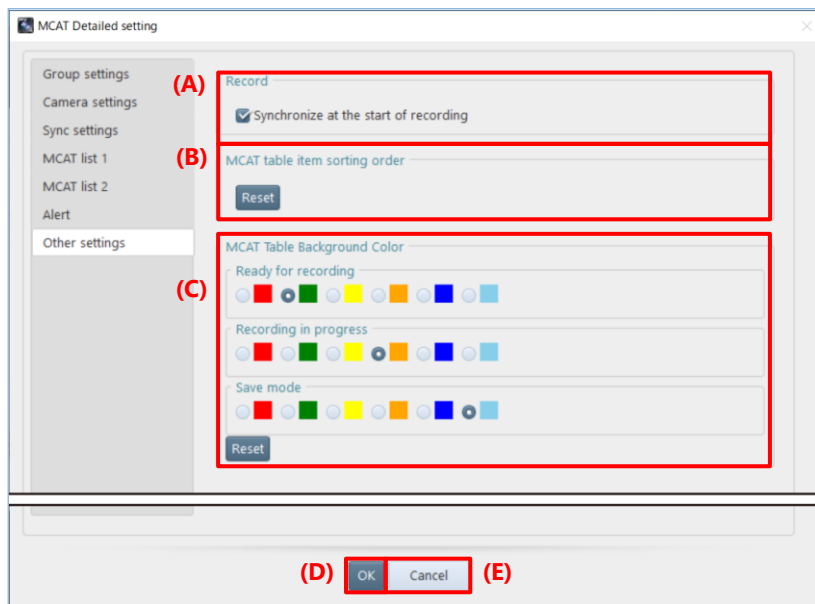 MCAT Detailed setting
Group settings
Camera settings
Sync settings
MCAT list 1
MCAT list 2
Alert
Other settings
(A)
Record
Synchronize at the start of recording
(B)
MCAT table item sorting order
Reset
(C)
MCAT Table Background Color
Ready for recording
Recording in progress
Save mode
Reset
(D) OK Cancel (E)